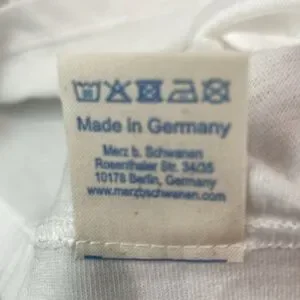 Made in Germany
Merz b. Schwanen
Rosenthaler Str. 34/35
10178 Berlin, Germany
www.merzbschwanen.com